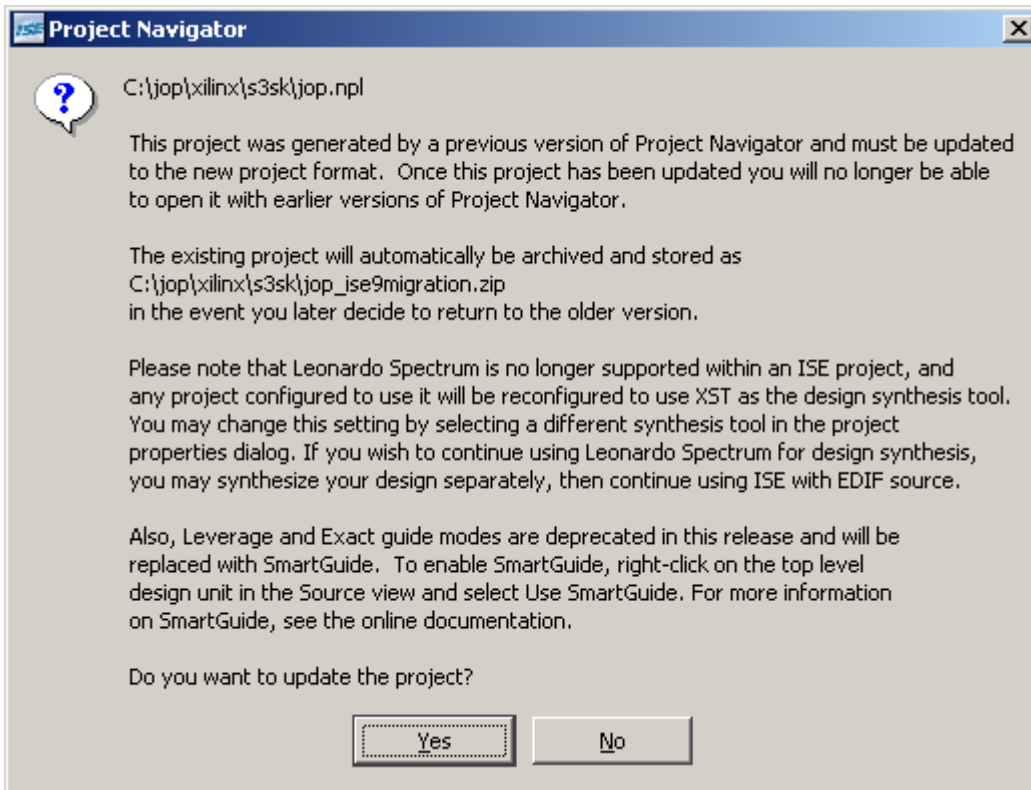 ISE Project Navigator
C:\jop\xilinx\s3sk\jop.npl
This project was generated by a previous version of Project Navigator and must be updated
to the new project format.  Once this project has been updated you will no longer be able
to open it with earlier versions of Project Navigator.
The existing project will automatically be archived and stored as
C:\jop\xilinx\s3sk\jop_ise9migration.zip
in the event you later decide to return to the older version.
Please note that Leonardo Spectrum is no longer supported within an ISE project, and
any project configured to use it will be reconfigured to use XST as the design synthesis tool.
You may change this setting by selecting a different synthesis tool in the project
properties dialog. If you wish to continue using Leonardo Spectrum for design synthesis,
you may synthesize your design separately, then continue using ISE with EDIF source.
Also, Leverage and Exact guide modes are deprecated in this release and will be
replaced with SmartGuide.  To enable SmartGuide, right-click on the top level
design unit in the Source view and select Use SmartGuide. For more information
on SmartGuide, see the online documentation.
Do you want to update the project?
Yes No